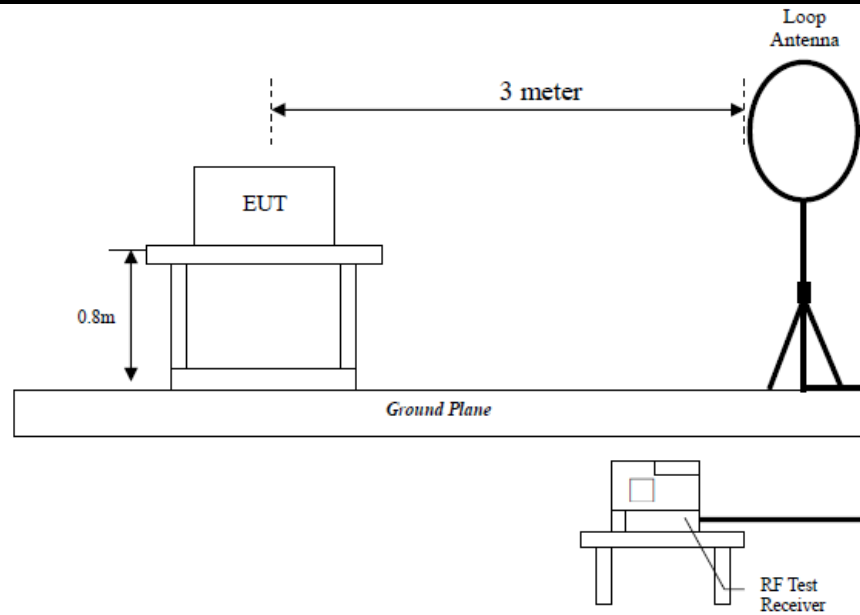 Loop
Antenna
3 meter
EUT
0.8m
Ground Plane
RF Test
Receiver